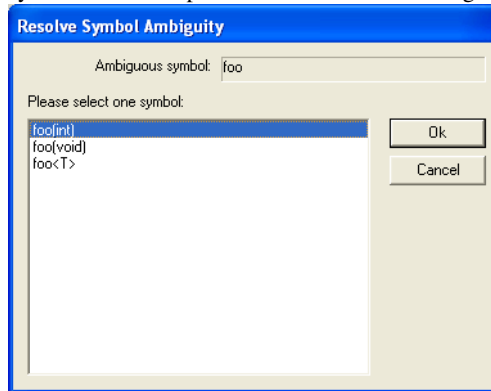 Resolve Symbol Ambiguity
Ambiguous symbol: foo
Please select one symbol:
foo(int)
foo(void)
foo<T>
Ok
Cancel